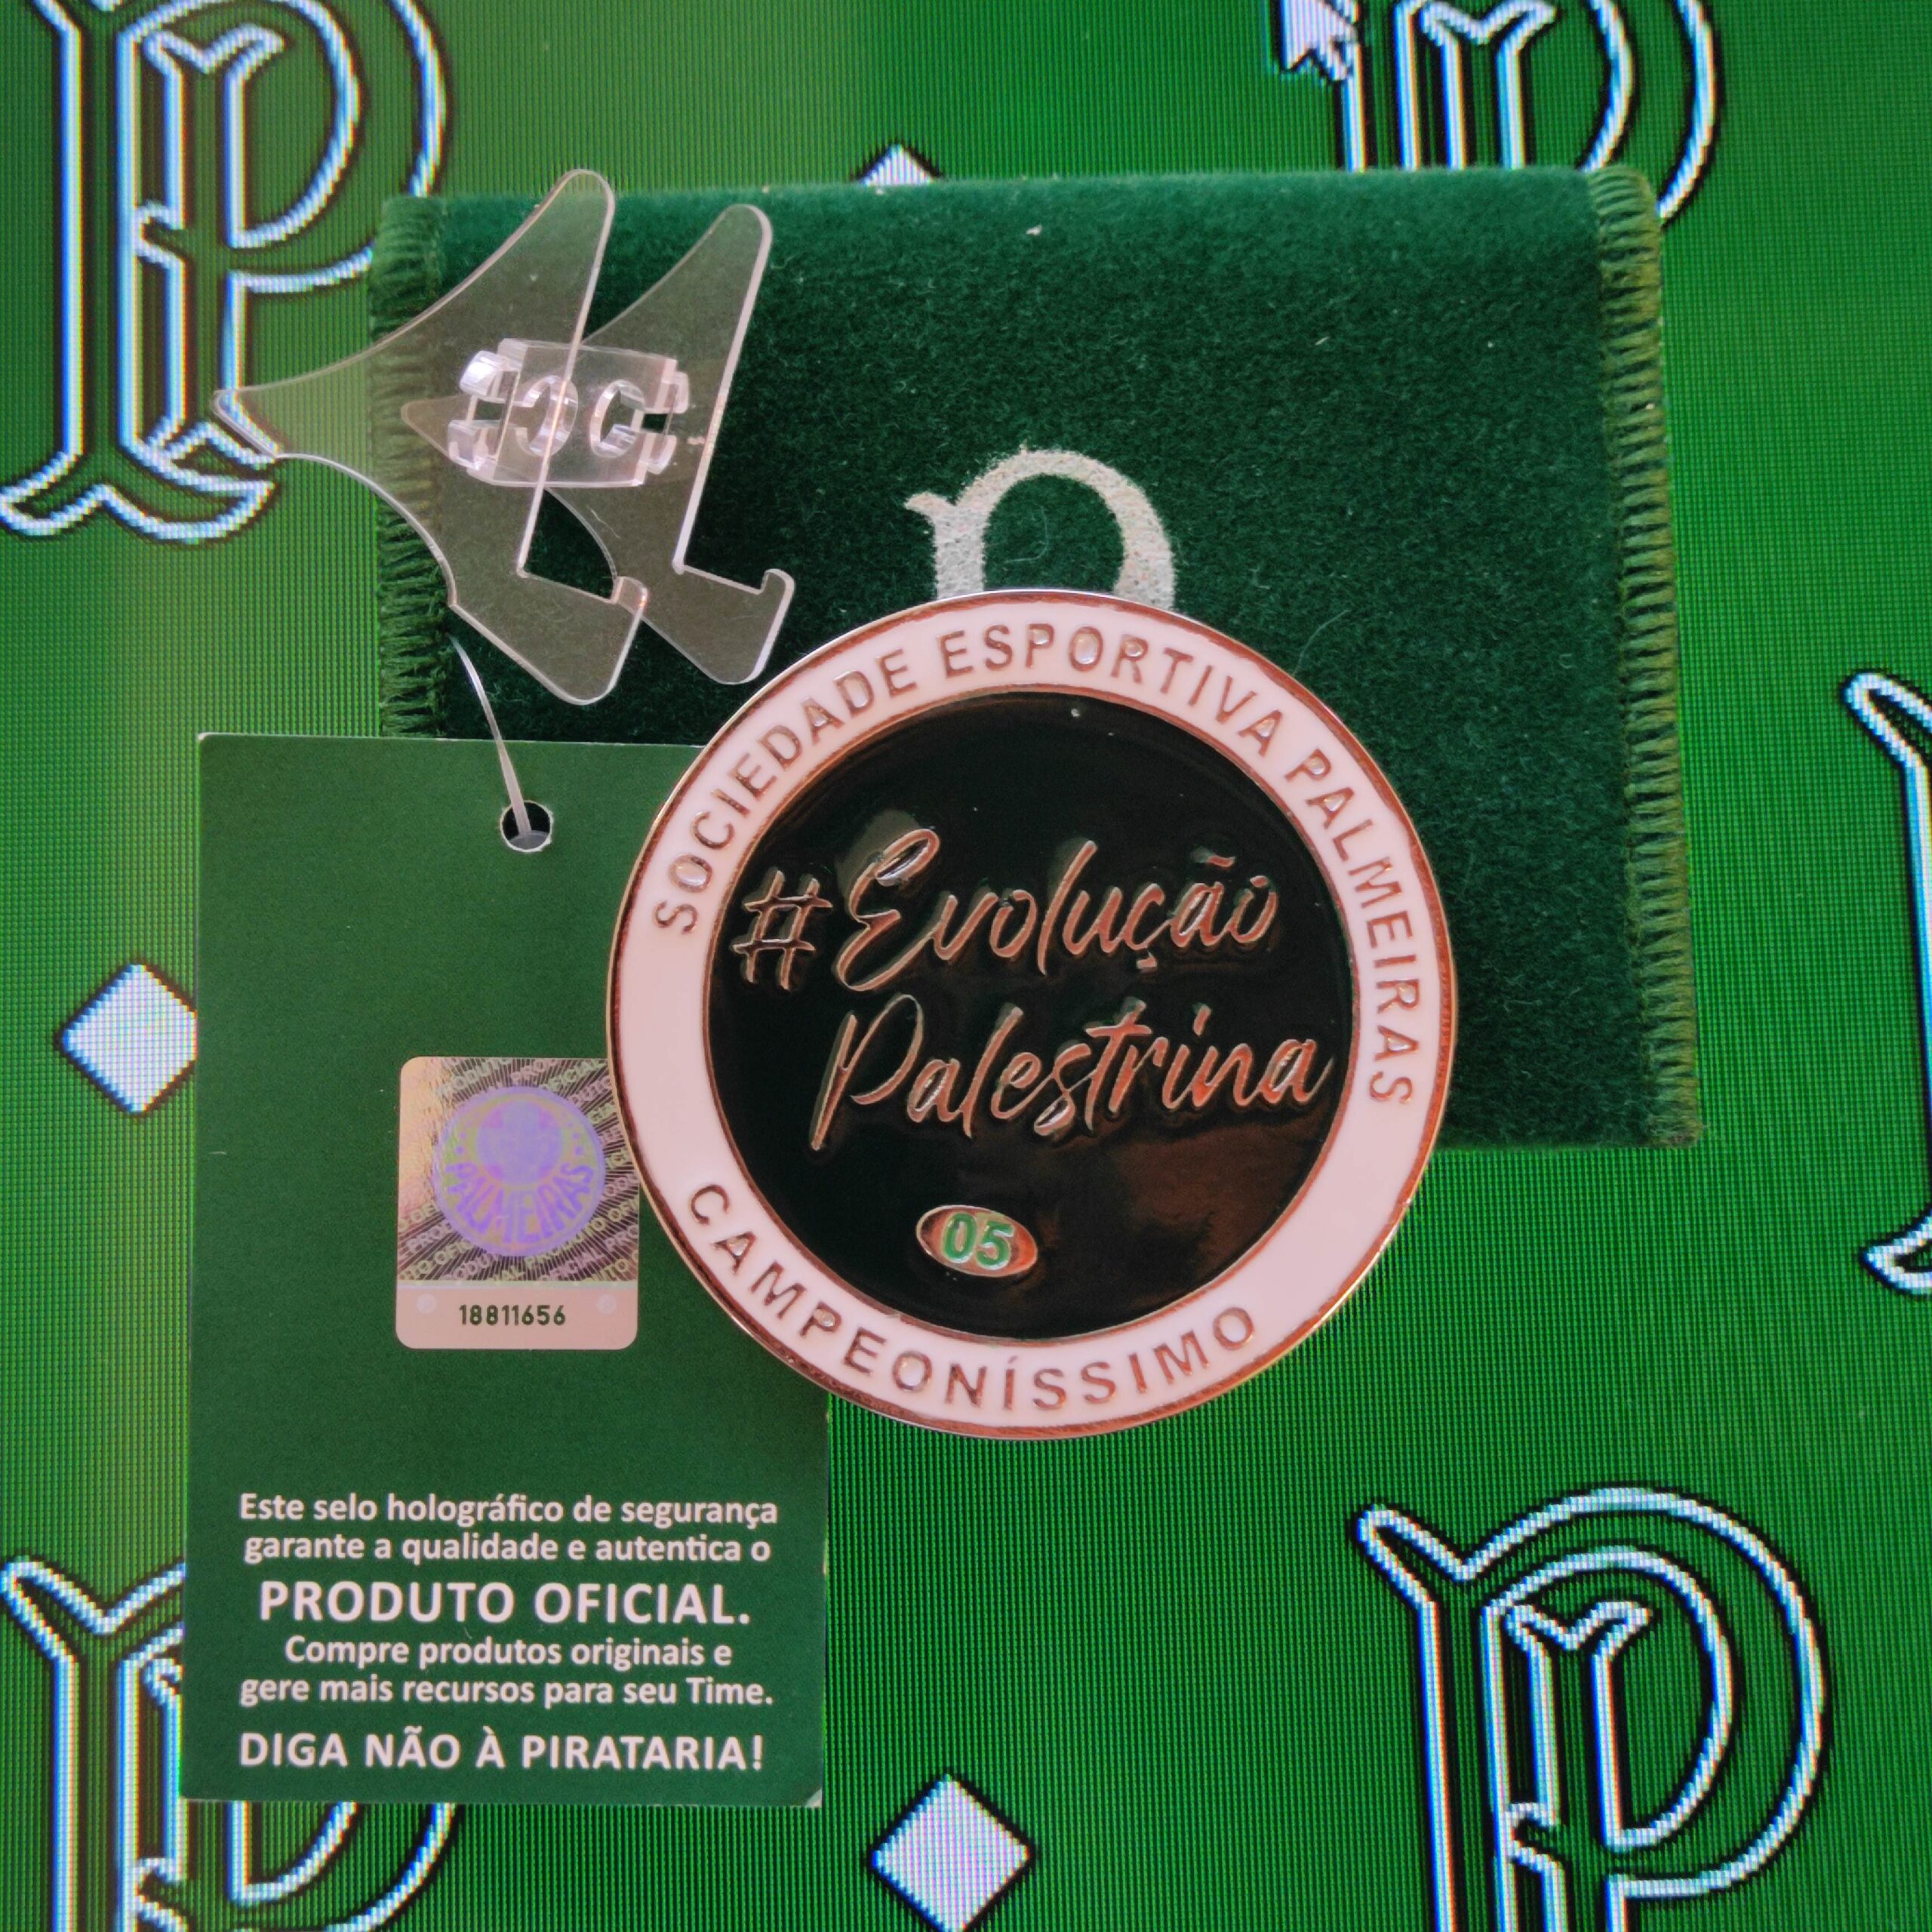 SOCIEDADE ESPORTIVA PALMEIRAS
#Evolução
Palestrina
05
CAMPEONÍSSIMO
PALMEIRAS
18811656
Este selo holográfico de segurança
garante a qualidade e autentica o
PRODUTO OFICIAL.
Compre produtos originais e
gere mais recursos para seu Time.
DIGA NÃO À PIRATARIA!
P
P
P
P